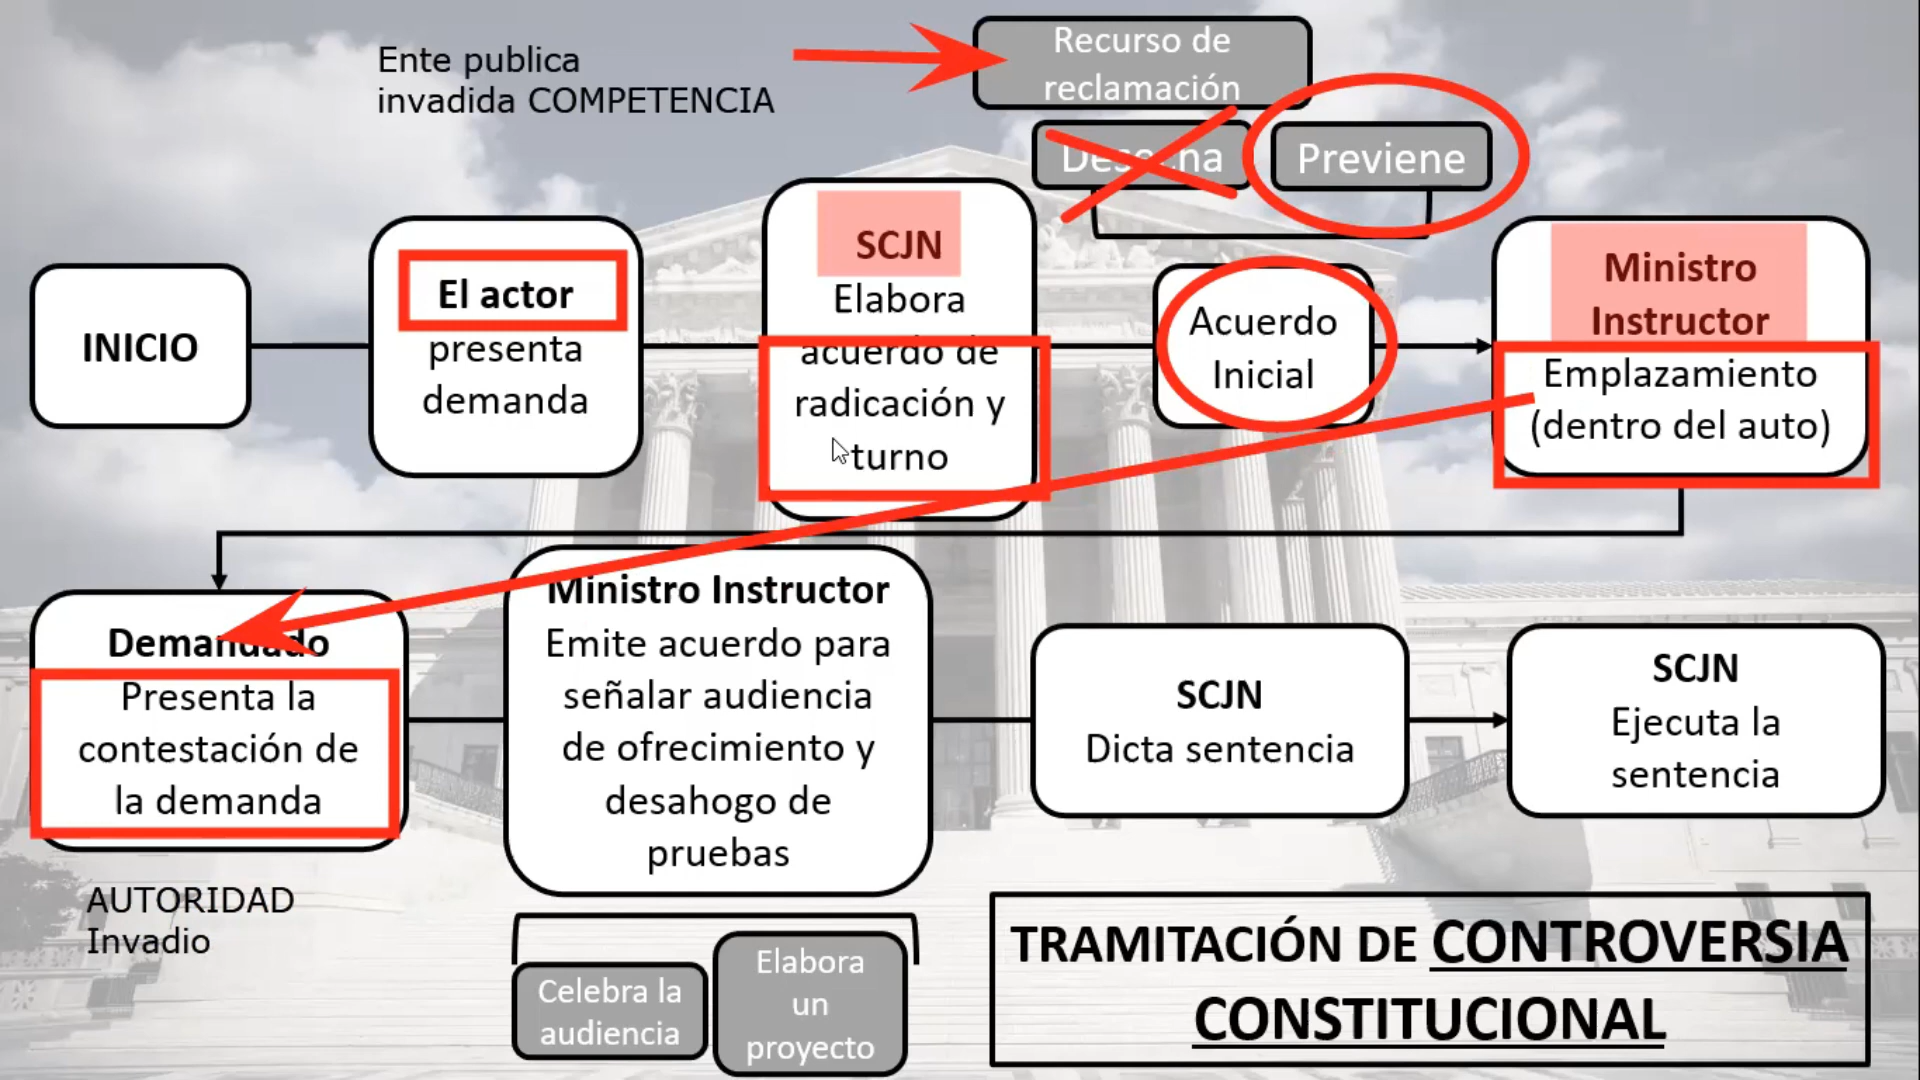 Ente publica
invadida COMPETENCIA
Recurso de
reclamación
Desecha
Previene
INICIO
El actor
presenta
demanda
SCJN
Elabora
acuerdo de
radicación y
turno
Acuerdo
Inicial
Ministro
Instructor
Emplazamiento
(dentro del auto)
Demandado
Presenta la
contestación de
la demanda
AUTORIDAD
Invadio
Ministro Instructor
Emite acuerdo para
señalar audiencia
de ofrecimiento y
desahogo de
pruebas
Celebra la
audiencia
Elabora
un
proyecto
SCJN
Dicta sentencia
SCJN
Ejecuta la
sentencia
TRAMITACIÓN DE CONTROVERSIA
CONSTITUCIONAL